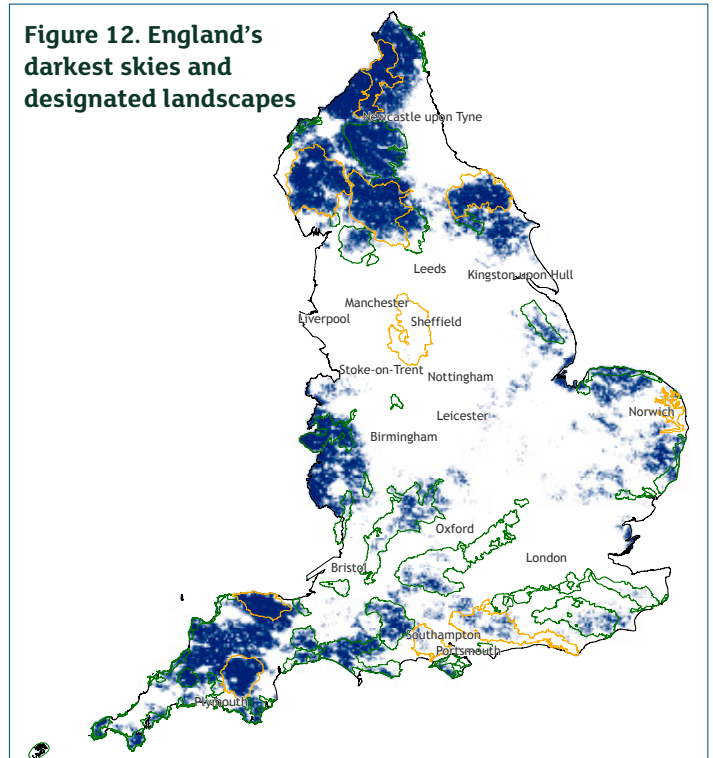 Figure 12. England’s
darkest skies and
designated landscapes
Newcastle upon Tyne
Leeds
Kingston upon Hull
Manchester
Liverpool
Sheffield
Stoke-on-Trent
Nottingham
Norwich
Leicester
Birmingham
Oxford
London
Bristol
Southampton
Portsmouth
Plymouth